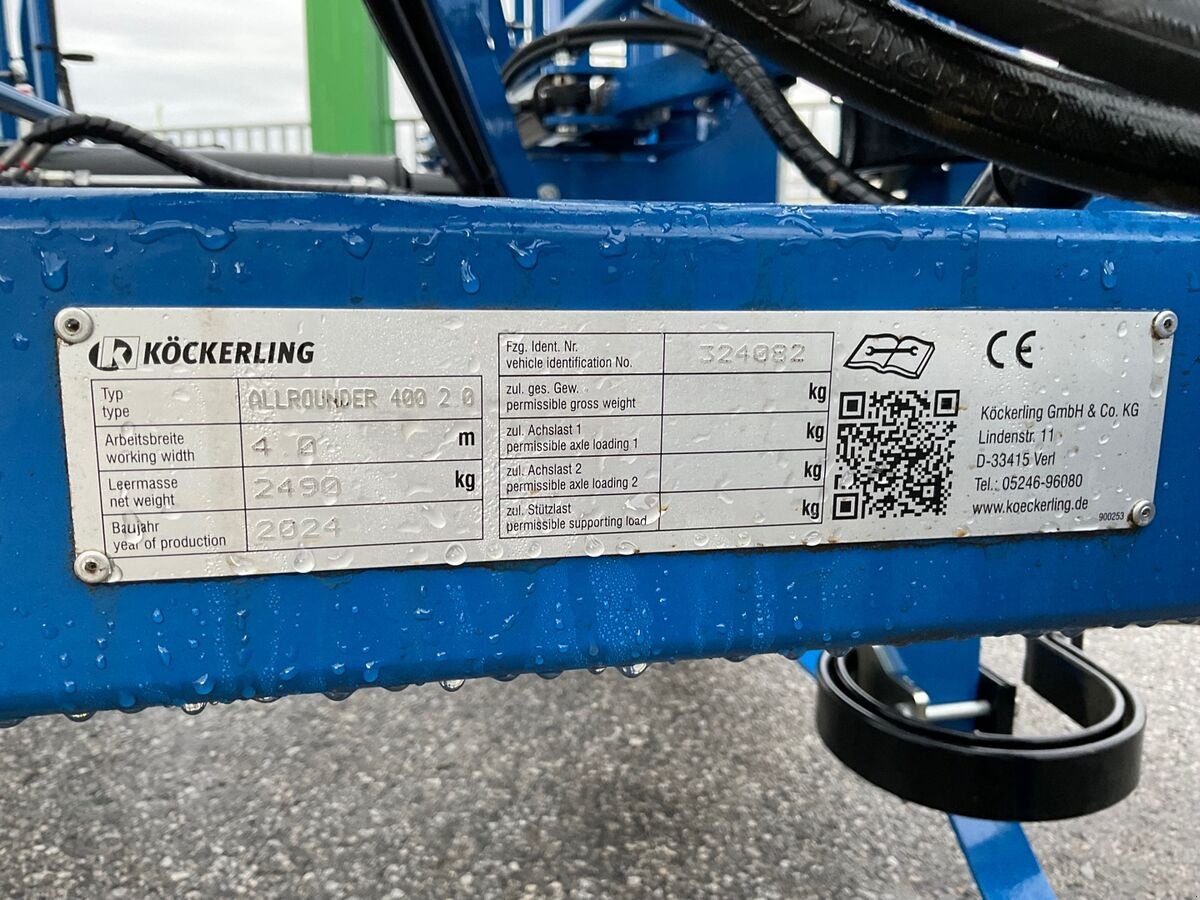 KÖCKERLING
Typ
type
ALLROUNDER 400 2 0
Arbeitsbreite
working width
4 0 m
Leermasse
net weight
2490 kg
Baujahr
year of production
2024
Fzg. Ident. Nr.
vehicle identification No.
324082
zul. ges. Gew.
permissible gross weight
kg
zul. Achslast 1
permissible axle loading 1
kg
zul. Achslast 2
permissible axle loading 2
kg
zul. Stützlast
permissible supporting load
kg
CE
Köckerling GmbH & Co. KG
Lindenstr. 11
D-33415 Verl
Tel.: 05246-96080
www.koeckerling.de
900253